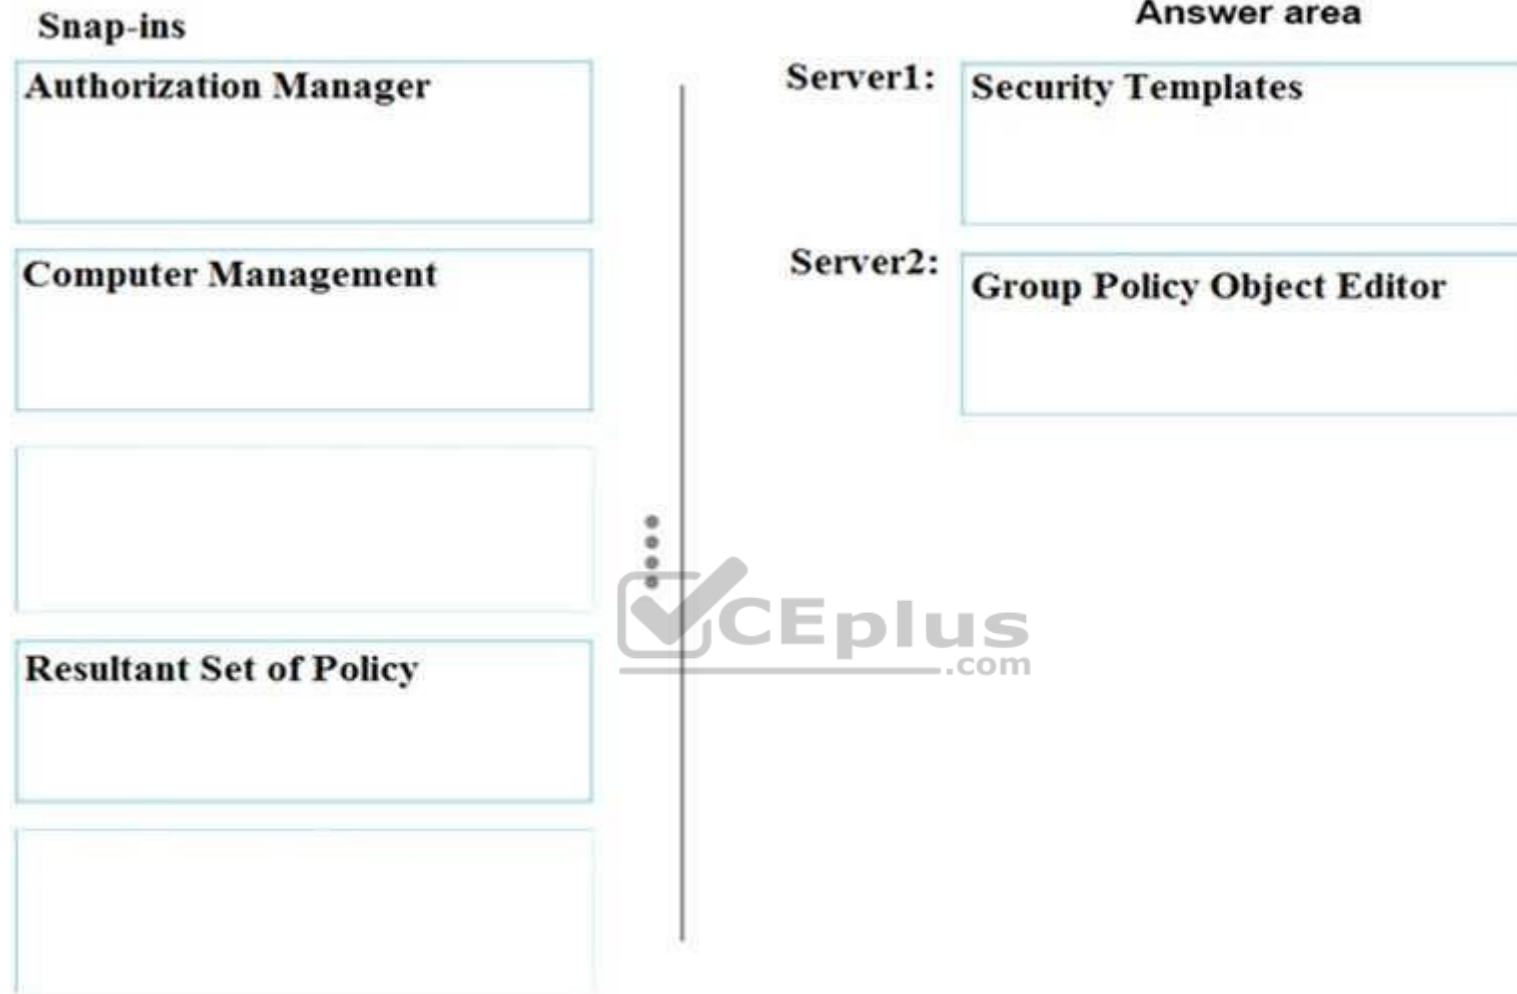 Snap-ins
Authorization Manager
Computer Management
Resultant Set of Policy
Answer area
Server1:
Security Templates
Server2:
Group Policy Object Editor
VCEplus
.com